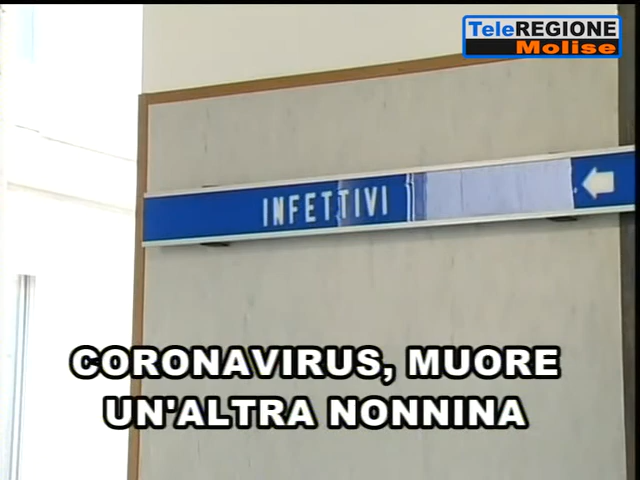 TeleREGIONE
Molise
INFETTIVI
CORONAVIRUS, MUORE
UN'ALTRA NONNINA